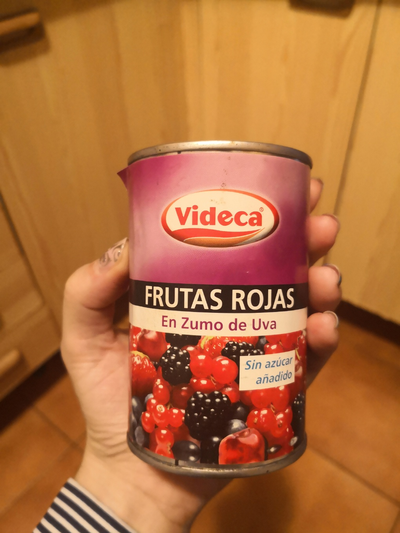 Videca
FRUTAS ROJAS
En Zumo de Uva
Sin azúcar
añadido